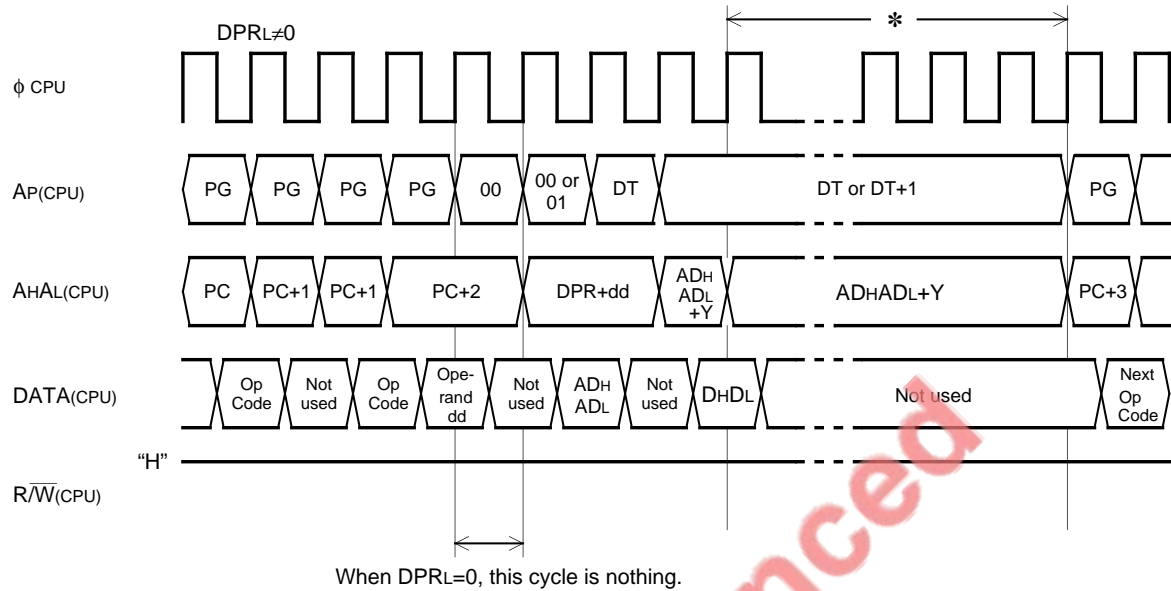 *
DPRL≠0
φ CPU
AP(CPU)
PG
PG
PG
PG
00
00 or
01
DT
DT or DT+1
PG
AHAL(CPU)
PC
PC+1
PC+1
PC+2
DPR+dd
ADH
ADL
+Y
ADHADL+Y
PC+3
DATA(CPU)
Op
Code
Not
used
Op
Code
Ope-
rand
dd
Not
used
ADH
ADL
Not
used
DHDL
Not used
Next
Op
Code
“H”
R/W̅(CPU)
When DPRL=0, this cycle is nothing.
nced